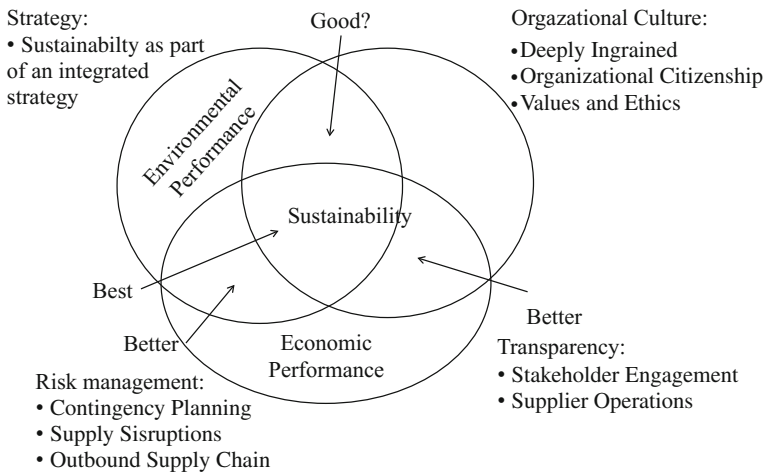 Strategy:
• Sustainabilty as part
of an integrated
strategy
Good?
Orgazational Culture:
•Deeply Ingrained
•Organizational Citizenship
•Values and Ethics
Environmental
Performance
Sustainability
Best
Better
Economic
Performance
Better
Risk management:
• Contingency Planning
• Supply Sisruptions
• Outbound Supply Chain
Transparency:
• Stakeholder Engagement
• Supplier Operations